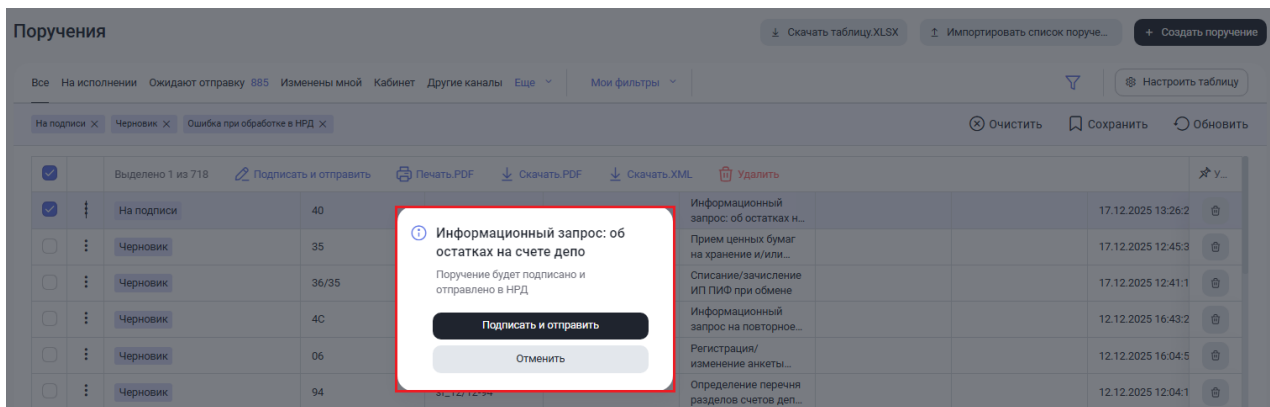 Поручения
Скачать таблицу.XLSX
Импортировать список поруче...
+ Создать поручение
Все На исполнении Ожидают отправку 885 Изменены мной Кабинет Другие каналы Еще Мои фильтры
Настроить таблицу
На подписи × Черновик × Ошибка при обработке в НРД ×
Очистить Сохранить Обновить
Выделено 1 из 718 Подписать и отправить Печать.PDF Скачать.PDF Скачать.XML Удалить У...
На подписи 40 Информационный
запрос: об остатках н... 17.12.2025 13:26:2
Черновик 35 Прием ценных бумаг
на хранение и/или... 17.12.2025 12:45:3
Черновик 36/35 Списание/зачисление
ИП ПИФ при обмене 17.12.2025 12:41:1
Черновик 4C Информационный
запрос на повторное... 12.12.2025 16:43:2
Черновик 06 Регистрация/
изменение анкеты... 12.12.2025 16:04:5
Черновик 94 Определение перечня
разделов счетов деп... 12.12.2025 12:04:1
Информационный запрос: об
остатках на счете депо
Поручение будет подписано и
отправлено в НРД
Подписать и отправить
Отменить